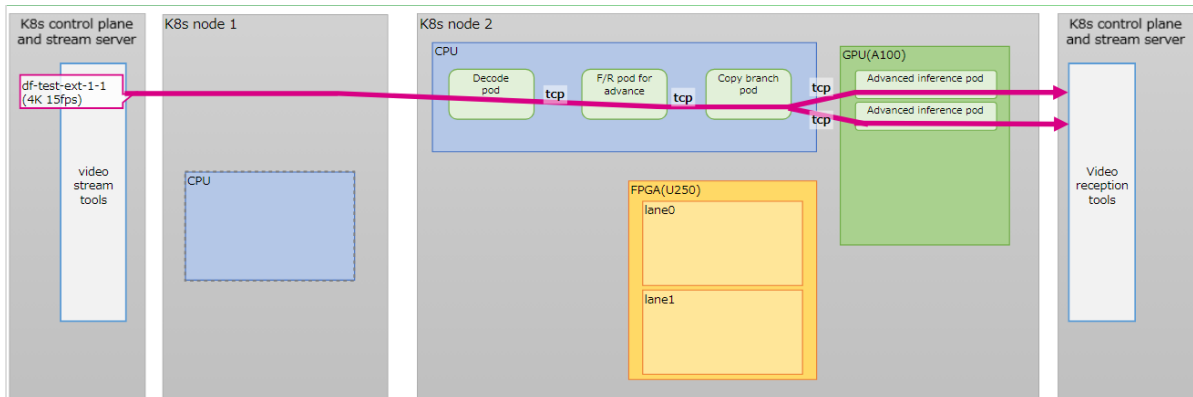 K8s control plane
and stream server
df-test-ext-1-1
(4K 15fps)
video
stream
tools
K8s node 1
CPU
K8s node 2
CPU
Decode
pod
tcp
F/R pod for
advance
tcp
Copy branch
pod
tcp
tcp
GPU(A100)
Advanced inference pod
Advanced inference pod
FPGA(U250)
lane0
lane1
K8s control plane
and stream server
Video
reception
tools